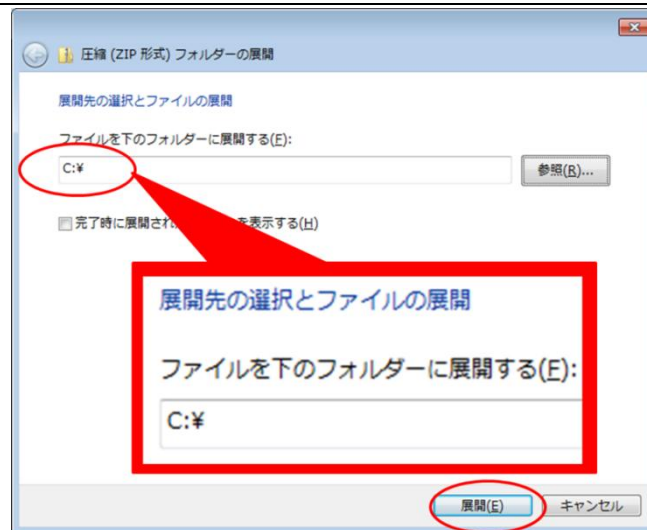 圧縮 (ZIP 形式) フォルダーの展開
展開先の選択とファイルの展開
ファイルを下のフォルダーに展開する(F):
C:¥
参照(R)...
完了時に展開され を表示する(H)
展開先の選択とファイルの展開
ファイルを下のフォルダーに展開する(F):
C:¥
展開(E) キャンセル